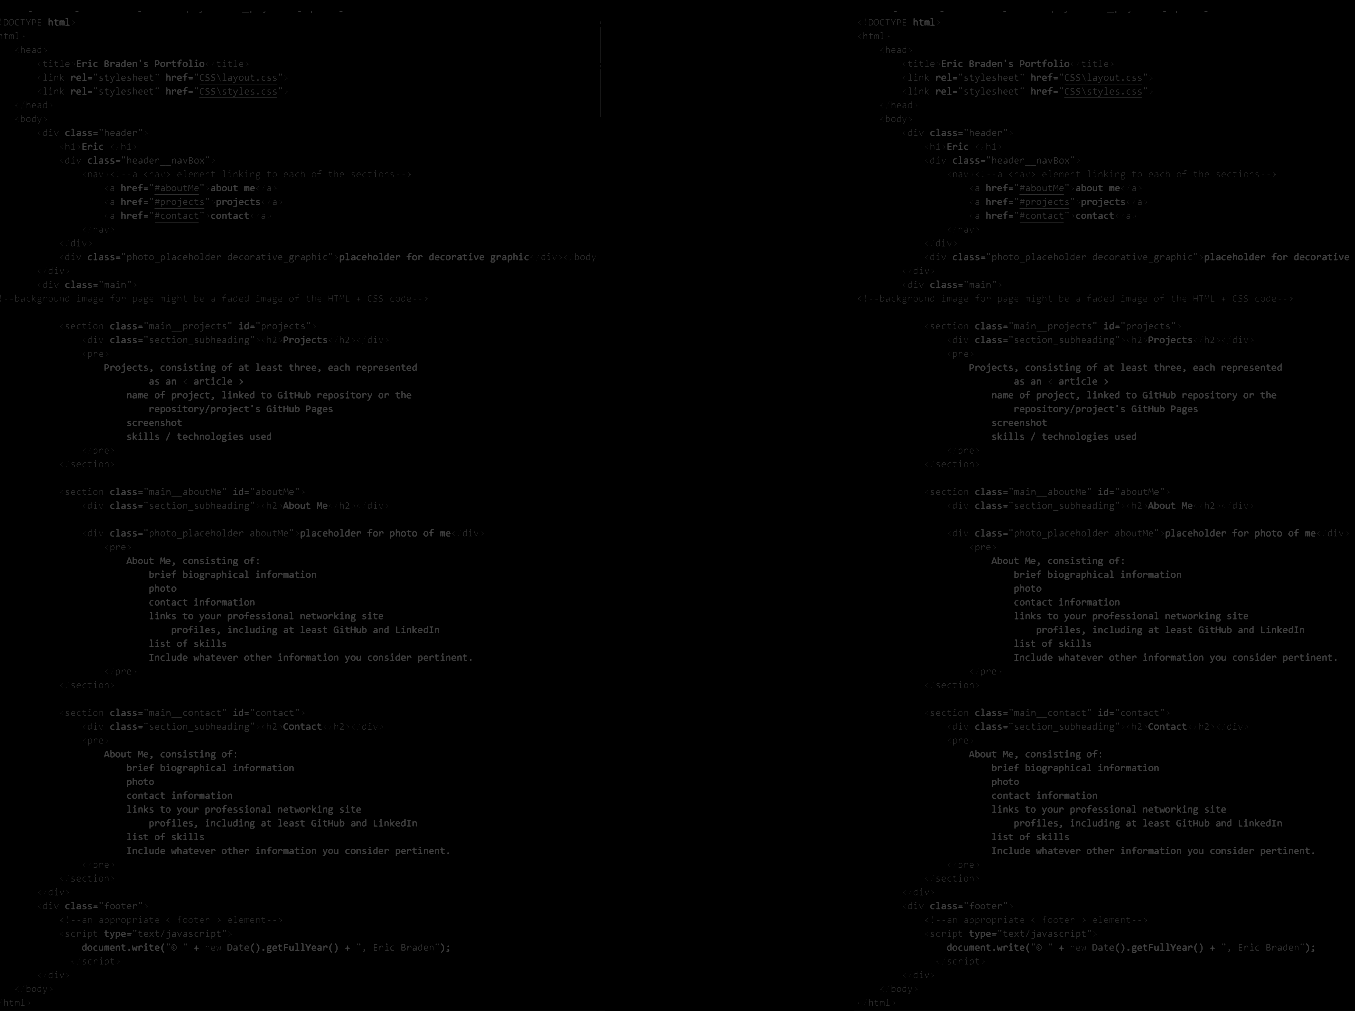 <!DOCTYPE html>
<html>
<head>
<title>Eric Braden's Portfolio</title>
<link rel="stylesheet" href="CSS\layout.css">
<link rel="stylesheet" href="CSS\styles.css">
</head>
<body>
<div class="header">
<h1>Eric </h1>
<div class="header__navBox">
<nav><!--a <nav> element linking to each of the sections-->
<a href="#aboutMe">about me</a>
<a href="#projects">projects</a>
<a href="#contact">contact</a>
</nav>
</div>
<div class="photo_placeholder decorative_graphic">placeholder for decorative graphic</div></body
</div>
<div class="main">
<!--background image for page might be a faded image of the HTML + CSS code-->
<section class="main__projects" id="projects">
<div class="section_subheading"><h2>Projects</h2></div>
<pre>
Projects, consisting of at least three, each represented
as an < article >
name of project, linked to GitHub repository or the
repository/project's GitHub Pages
screenshot
skills / technologies used
</pre>
</section>
<section class="main__aboutMe" id="aboutMe">
<div class="section_subheading"><h2>About Me</h2></div>
<div class="photo_placeholder aboutMe">placeholder for photo of me</div>
<pre>
About Me, consisting of:
brief biographical information
photo
contact information
links to your professional networking site
profiles, including at least GitHub and LinkedIn
list of skills
Include whatever other information you consider pertinent.
</pre>
</section>
<section class="main__contact" id="contact">
<div class="section_subheading"><h2>Contact</h2></div>
<pre>
About Me, consisting of:
brief biographical information
photo
contact information
links to your professional networking site
profiles, including at least GitHub and LinkedIn
list of skills
Include whatever other information you consider pertinent.
</pre>
</section>
</div>
<div class="footer">
<!--an appropriate < footer > element-->
<script type="text/javascript">
document.write("© " + new Date().getFullYear() + ", Eric Braden");
</script>
</div>
</body>
</html>
<!DOCTYPE html>
<html>
<head>
<title>Eric Braden's Portfolio</title>
<link rel="stylesheet" href="CSS\layout.css">
<link rel="stylesheet" href="CSS\styles.css">
</head>
<body>
<div class="header">
<h1>Eric </h1>
<div class="header__navBox">
<nav><!--a <nav> element linking to each of the sections-->
<a href="#aboutMe">about me</a>
<a href="#projects">projects</a>
<a href="#contact">contact</a>
</nav>
</div>
<div class="photo_placeholder decorative_graphic">placeholder for decorative
</div>
<div class="main">
<!--background image for page might be a faded image of the HTML + CSS code-->
<section class="main__projects" id="projects">
<div class="section_subheading"><h2>Projects</h2></div>
<pre>
Projects, consisting of at least three, each represented
as an < article >
name of project, linked to GitHub repository or the
repository/project's GitHub Pages
screenshot
skills / technologies used
</pre>
</section>
<section class="main__aboutMe" id="aboutMe">
<div class="section_subheading"><h2>About Me</h2></div>
<div class="photo_placeholder aboutMe">placeholder for photo of me</div>
<pre>
About Me, consisting of:
brief biographical information
photo
contact information
links to your professional networking site
profiles, including at least GitHub and LinkedIn
list of skills
Include whatever other information you consider pertinent.
</pre>
</section>
<section class="main__contact" id="contact">
<div class="section_subheading"><h2>Contact</h2></div>
<pre>
About Me, consisting of:
brief biographical information
photo
contact information
links to your professional networking site
profiles, including at least GitHub and LinkedIn
list of skills
Include whatever other information you consider pertinent.
</pre>
</section>
</div>
<div class="footer">
<!--an appropriate < footer > element-->
<script type="text/javascript">
document.write("© " + new Date().getFullYear() + ", Eric Braden");
</script>
</div>
</body>
</html>